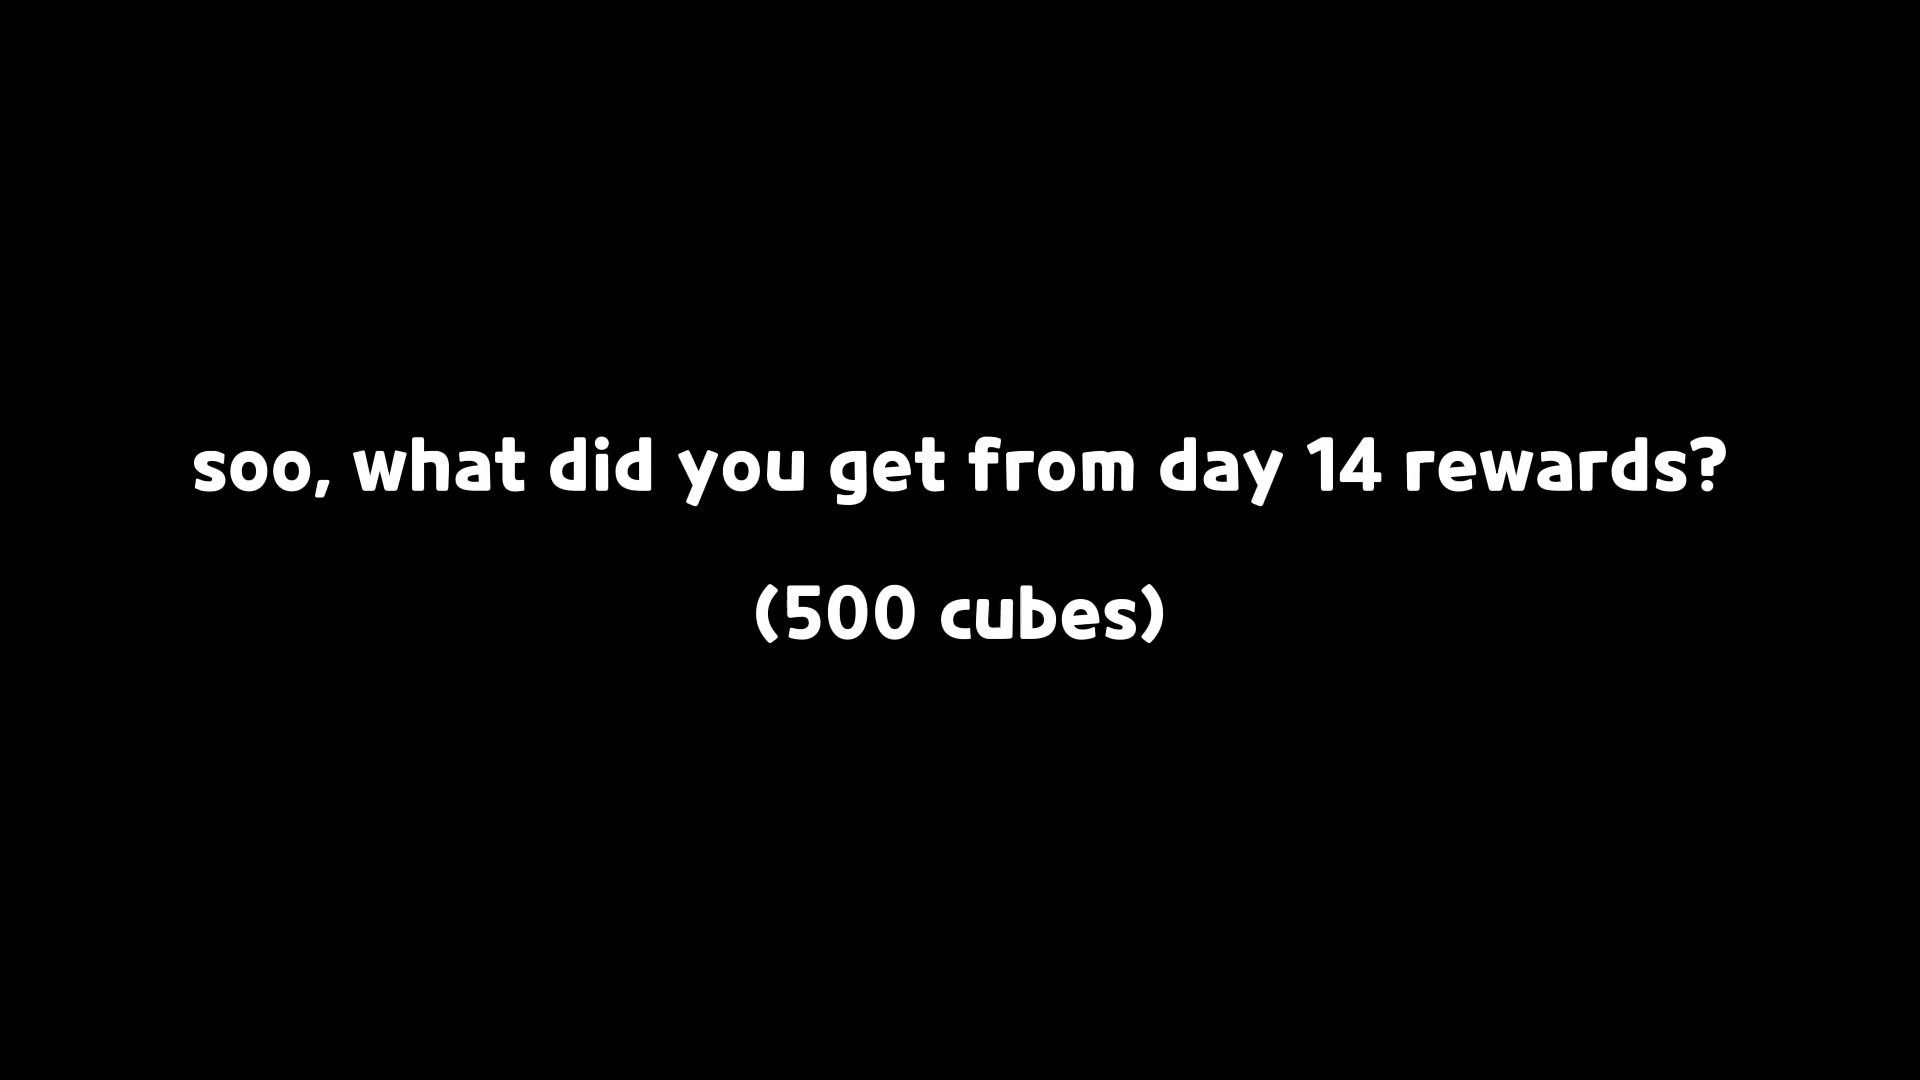 soo, what did you get from day 14 rewards?
(500 cubes)